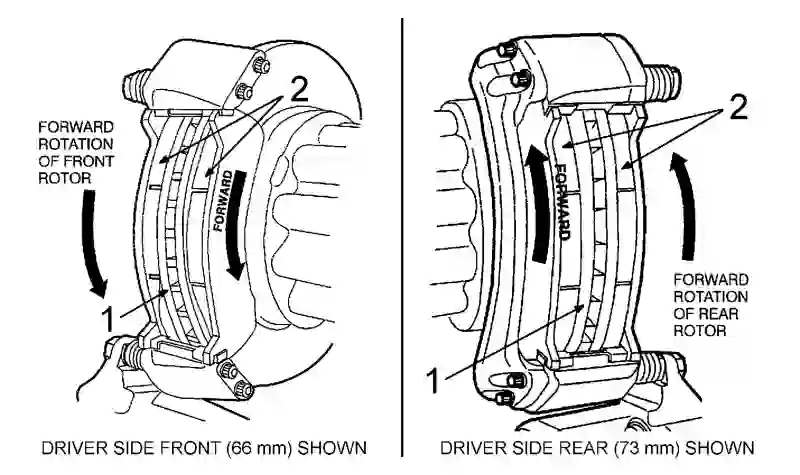 FORWARD
ROTATION
OF FRONT
ROTOR
2
FORWARD
1
DRIVER SIDE FRONT (66 mm) SHOWN
2
FORWARD
FORWARD
ROTATION
OF REAR
ROTOR
1
DRIVER SIDE REAR (73 mm) SHOWN